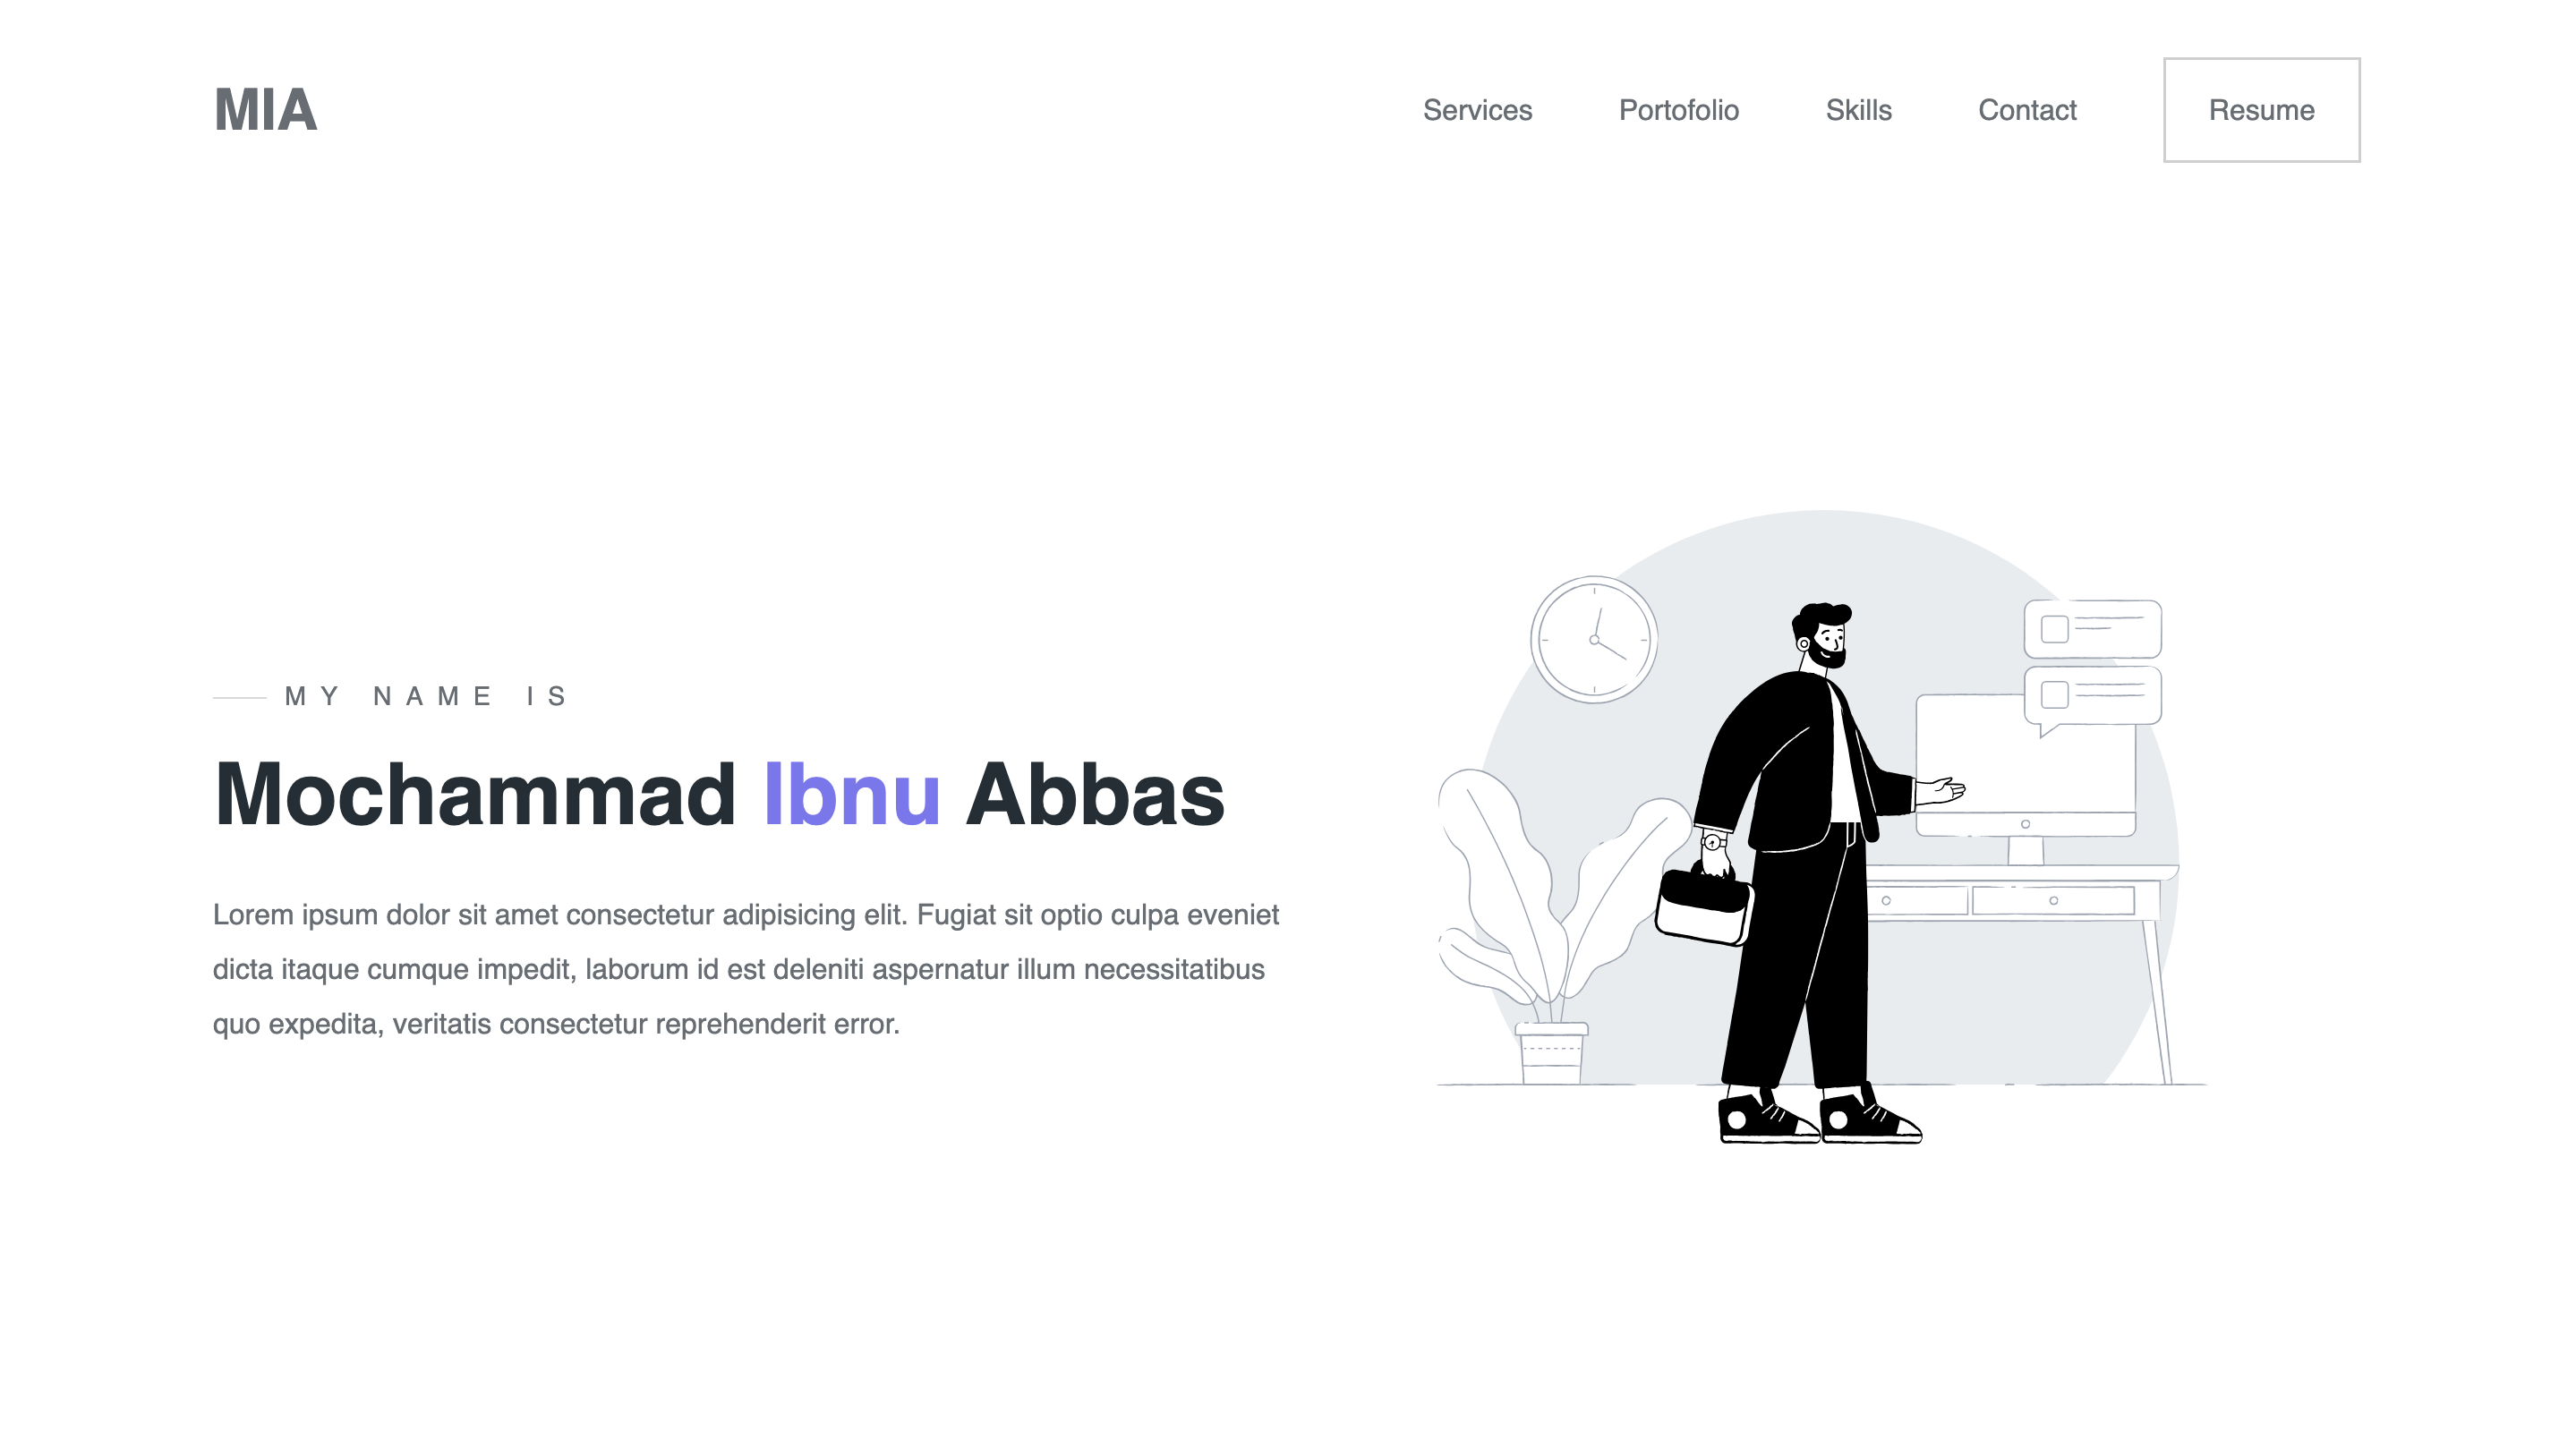 MIA
Services
Portofolio
Skills
Contact
Resume
MY NAME IS
Mochammad Ibnu Abbas
Lorem ipsum dolor sit amet consectetur adipisicing elit. Fugiat sit optio culpa eveniet
dicta itaque cumque impedit, laborum id est deleniti aspernatur illum necessitatibus
quo expedita, veritatis consectetur reprehenderit error.